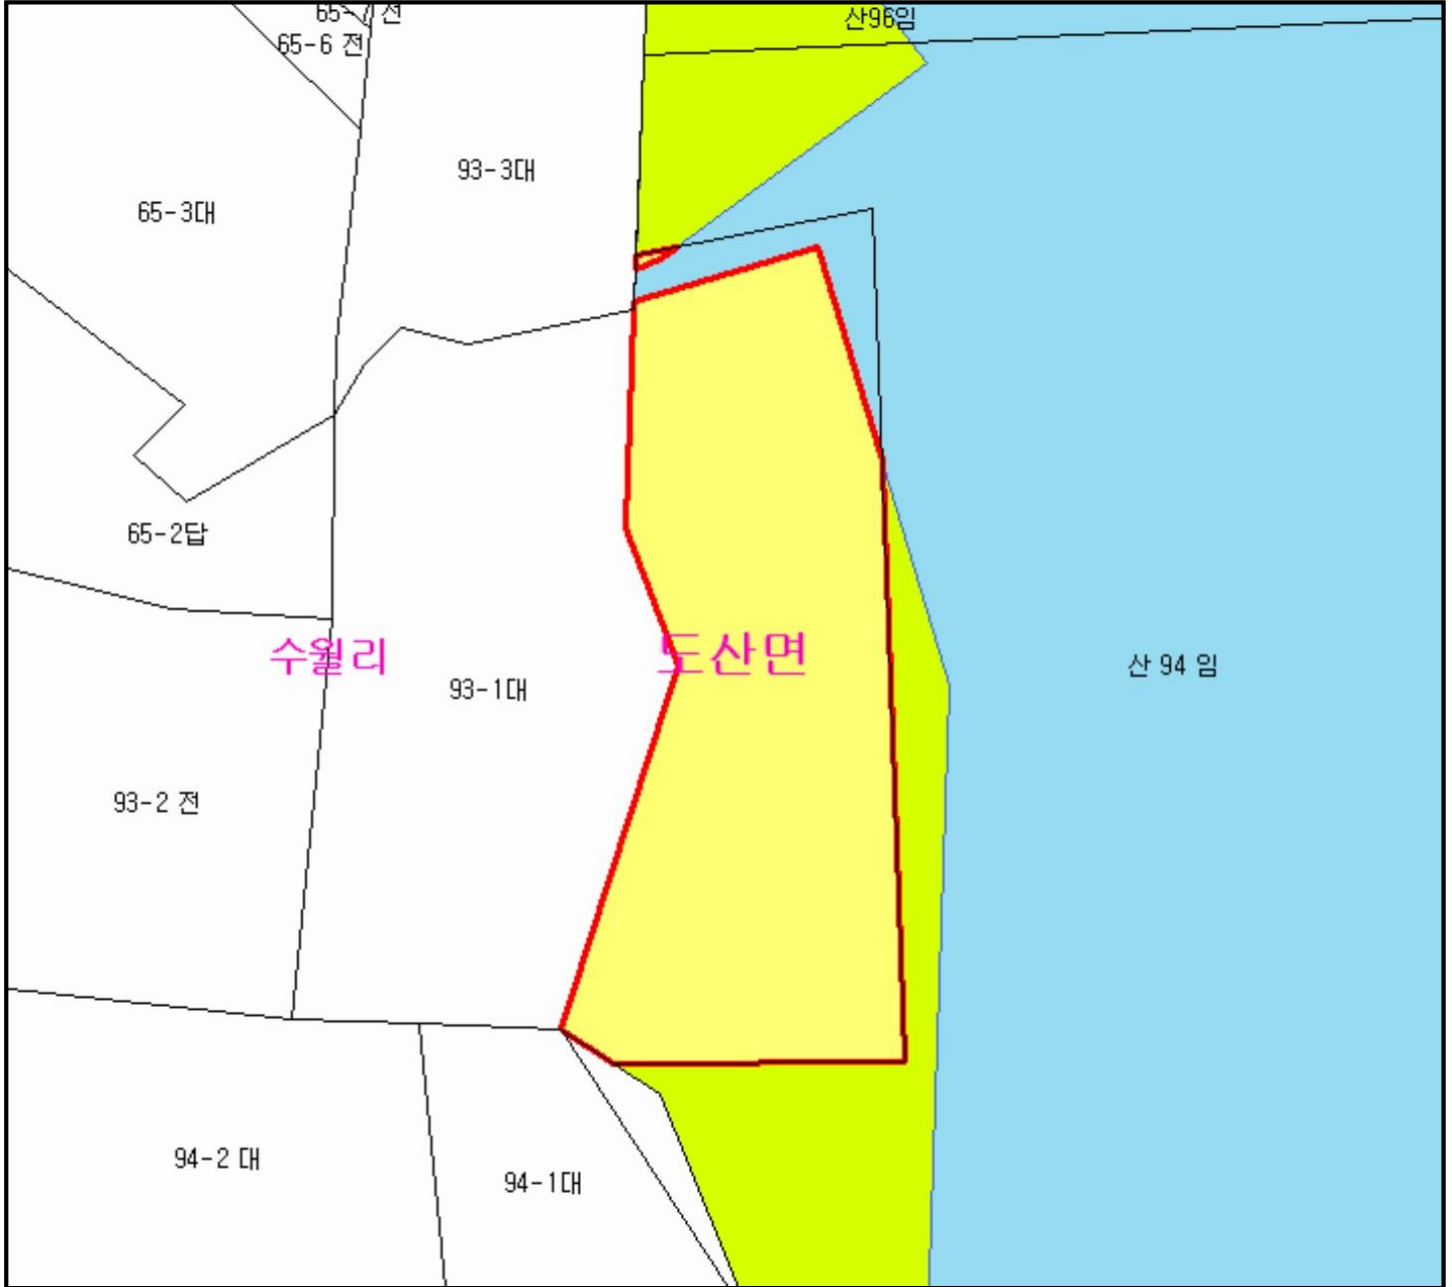 산96임
65-6 전
93-3대
65-3대
65-2답
수월리
도산면
산 94 임
93-1대
93-2 전
94-2 대
94-1대